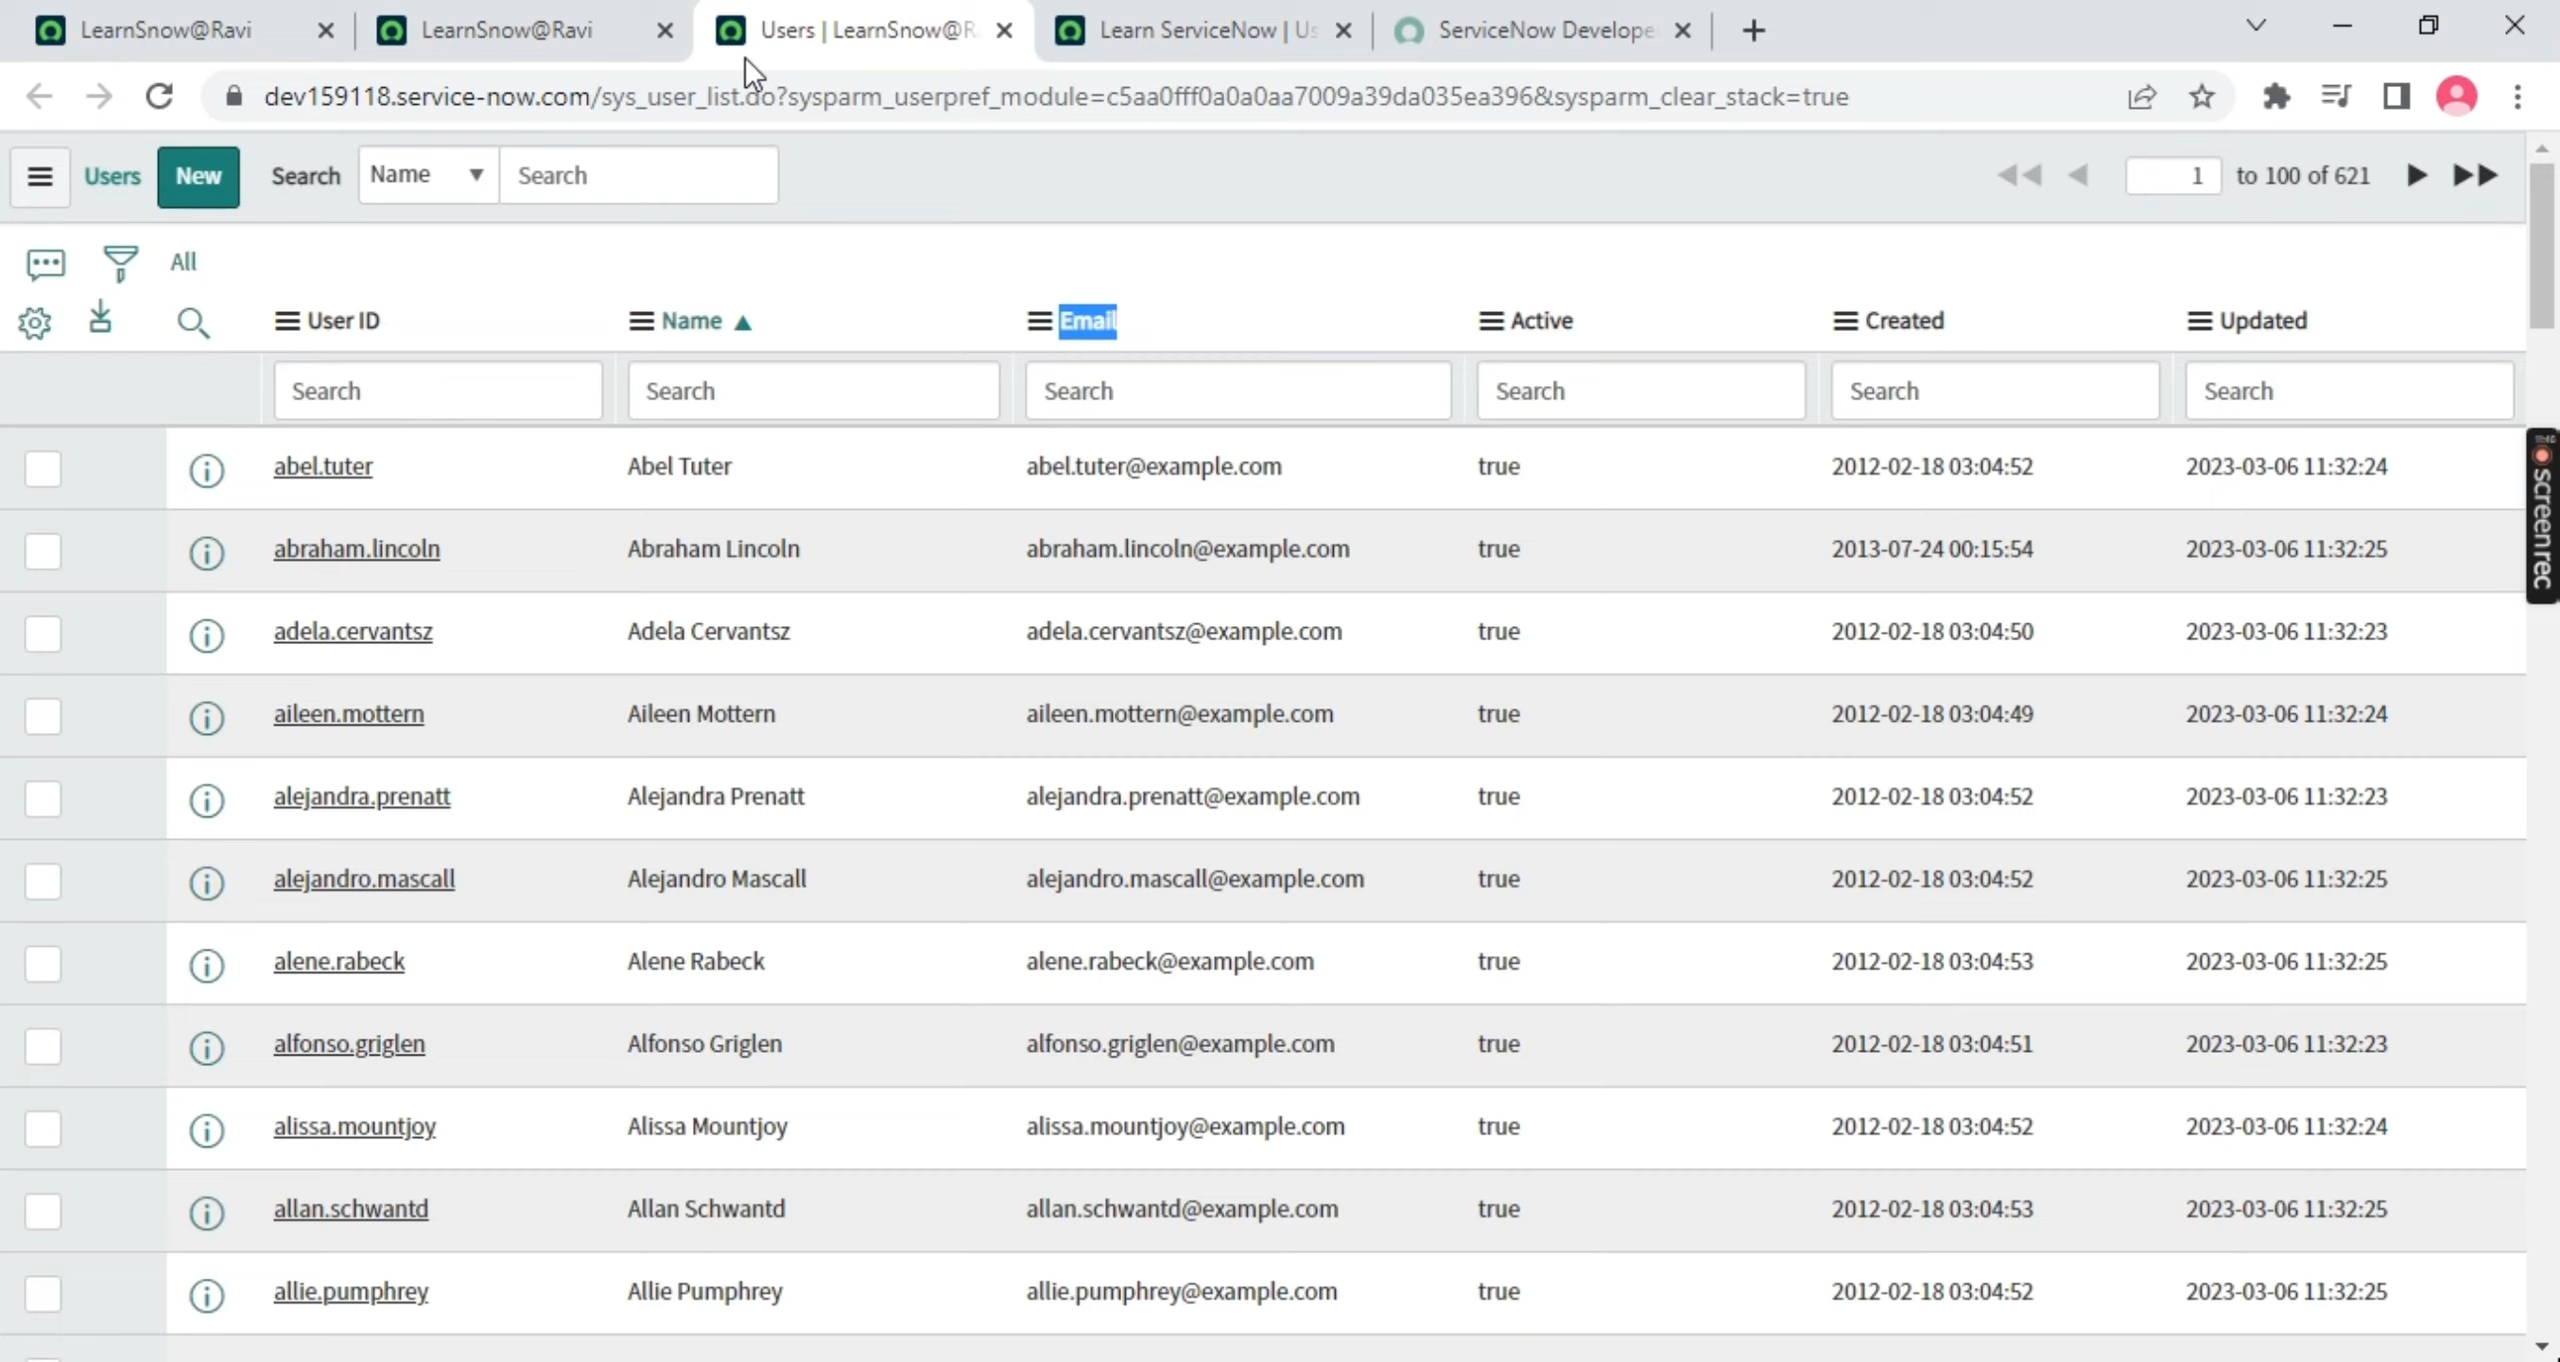 LearnSnow@Ravi LearnSnow@Ravi Users | LearnSnow@R Learn ServiceNow | Us ServiceNow Develope
dev159118.service-now.com/sys_user_list.do?sysparm_userpref_module=c5aa0fff0a0a0aa7009a39da035ea396&sysparm_clear_stack=true
Users New Search Name Search 1 to 100 of 621
All
User ID Name Email Active Created Updated
Search Search Search Search Search Search
abel.tuter Abel Tuter abel.tuter@example.com true 2012-02-18 03:04:52 2023-03-06 11:32:24
abraham.lincoln Abraham Lincoln abraham.lincoln@example.com true 2013-07-24 00:15:54 2023-03-06 11:32:25
adela.cervantsz Adela Cervantsz adela.cervantsz@example.com true 2012-02-18 03:04:50 2023-03-06 11:32:23
aileen.mottern Aileen Mottern aileen.mottern@example.com true 2012-02-18 03:04:49 2023-03-06 11:32:24
alejandra.prenatt Alejandra Prenatt alejandra.prenatt@example.com true 2012-02-18 03:04:52 2023-03-06 11:32:23
alejandro.mascall Alejandro Mascall alejandro.mascall@example.com true 2012-02-18 03:04:52 2023-03-06 11:32:25
alene.rabeck Alene Rabeck alene.rabeck@example.com true 2012-02-18 03:04:53 2023-03-06 11:32:25
alfonso.griglen Alfonso Griglen alfonso.griglen@example.com true 2012-02-18 03:04:51 2023-03-06 11:32:23
alissa.mountjoy Alissa Mountjoy alissa.mountjoy@example.com true 2012-02-18 03:04:52 2023-03-06 11:32:24
allan.schwantd Allan Schwantd allan.schwantd@example.com true 2012-02-18 03:04:53 2023-03-06 11:32:25
allie.pumphrey Allie Pumphrey allie.pumphrey@example.com true 2012-02-18 03:04:52 2023-03-06 11:32:25
screenrec